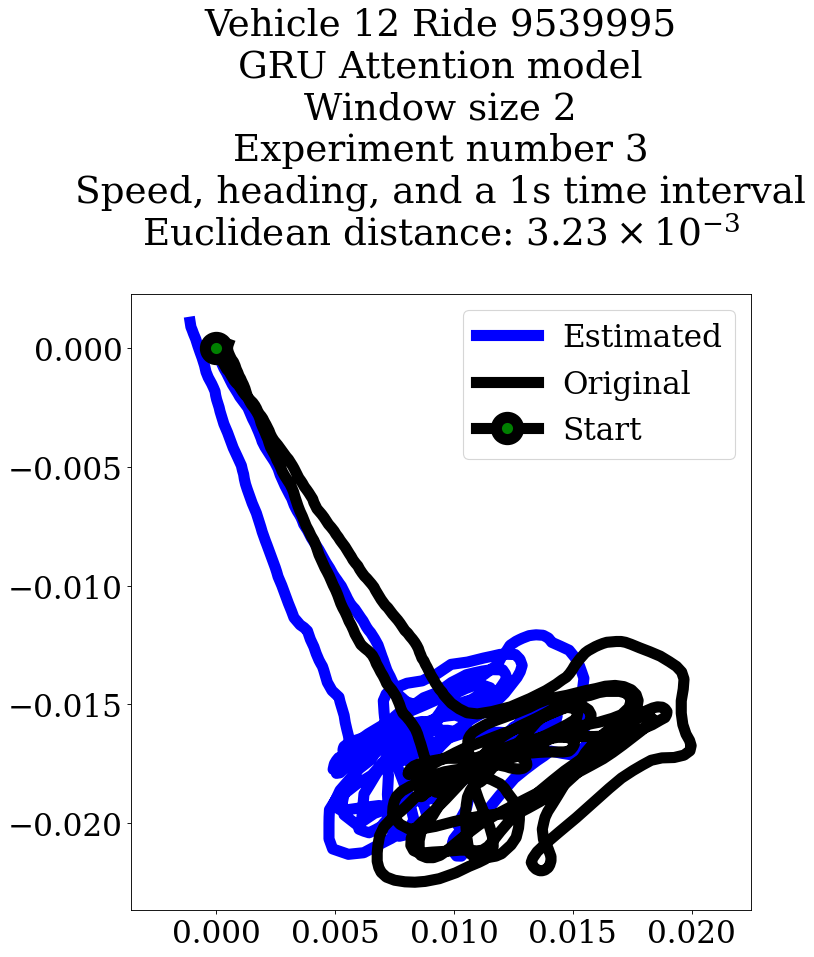 Vehicle 12 Ride 9539995
GRU Attention model
Window size 2
Experiment number 3
Speed, heading, and a 1s time interval
Euclidean distance: 3.23 × 10⁻³
Estimated
Original
Start
0.000
−0.005
−0.010
−0.015
−0.020
0.000 0.005 0.010 0.015 0.020